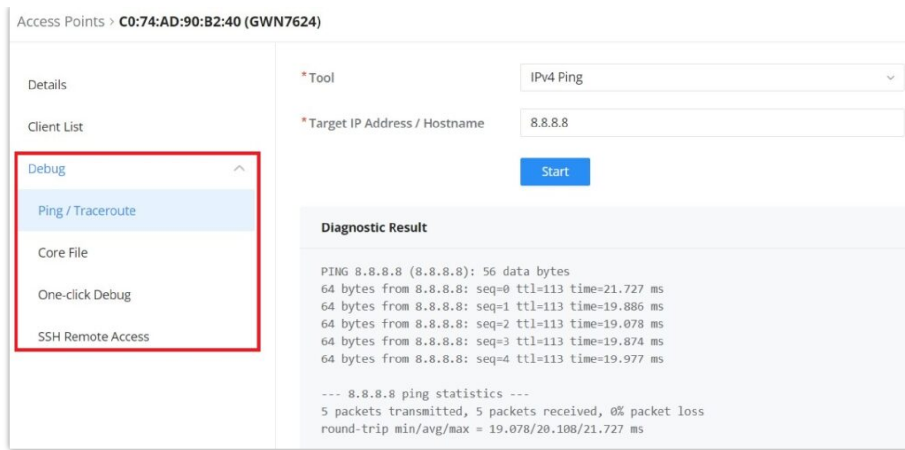 Access Points > C0:74:AD:90:B2:40 (GWN7624)
Details
Client List
Debug
Ping / Traceroute
Core File
One-click Debug
SSH Remote Access
*Tool
IPv4 Ping
*Target IP Address / Hostname
8.8.8.8
Start
Diagnostic Result
PING 8.8.8.8 (8.8.8.8): 56 data bytes
64 bytes from 8.8.8.8: seq=0 ttl=113 time=21.727 ms
64 bytes from 8.8.8.8: seq=1 ttl=113 time=19.886 ms
64 bytes from 8.8.8.8: seq=2 ttl=113 time=19.078 ms
64 bytes from 8.8.8.8: seq=3 ttl=113 time=19.874 ms
64 bytes from 8.8.8.8: seq=4 ttl=113 time=19.977 ms
--- 8.8.8.8 ping statistics ---
5 packets transmitted, 5 packets received, 0% packet loss
round-trip min/avg/max = 19.078/20.108/21.727 ms